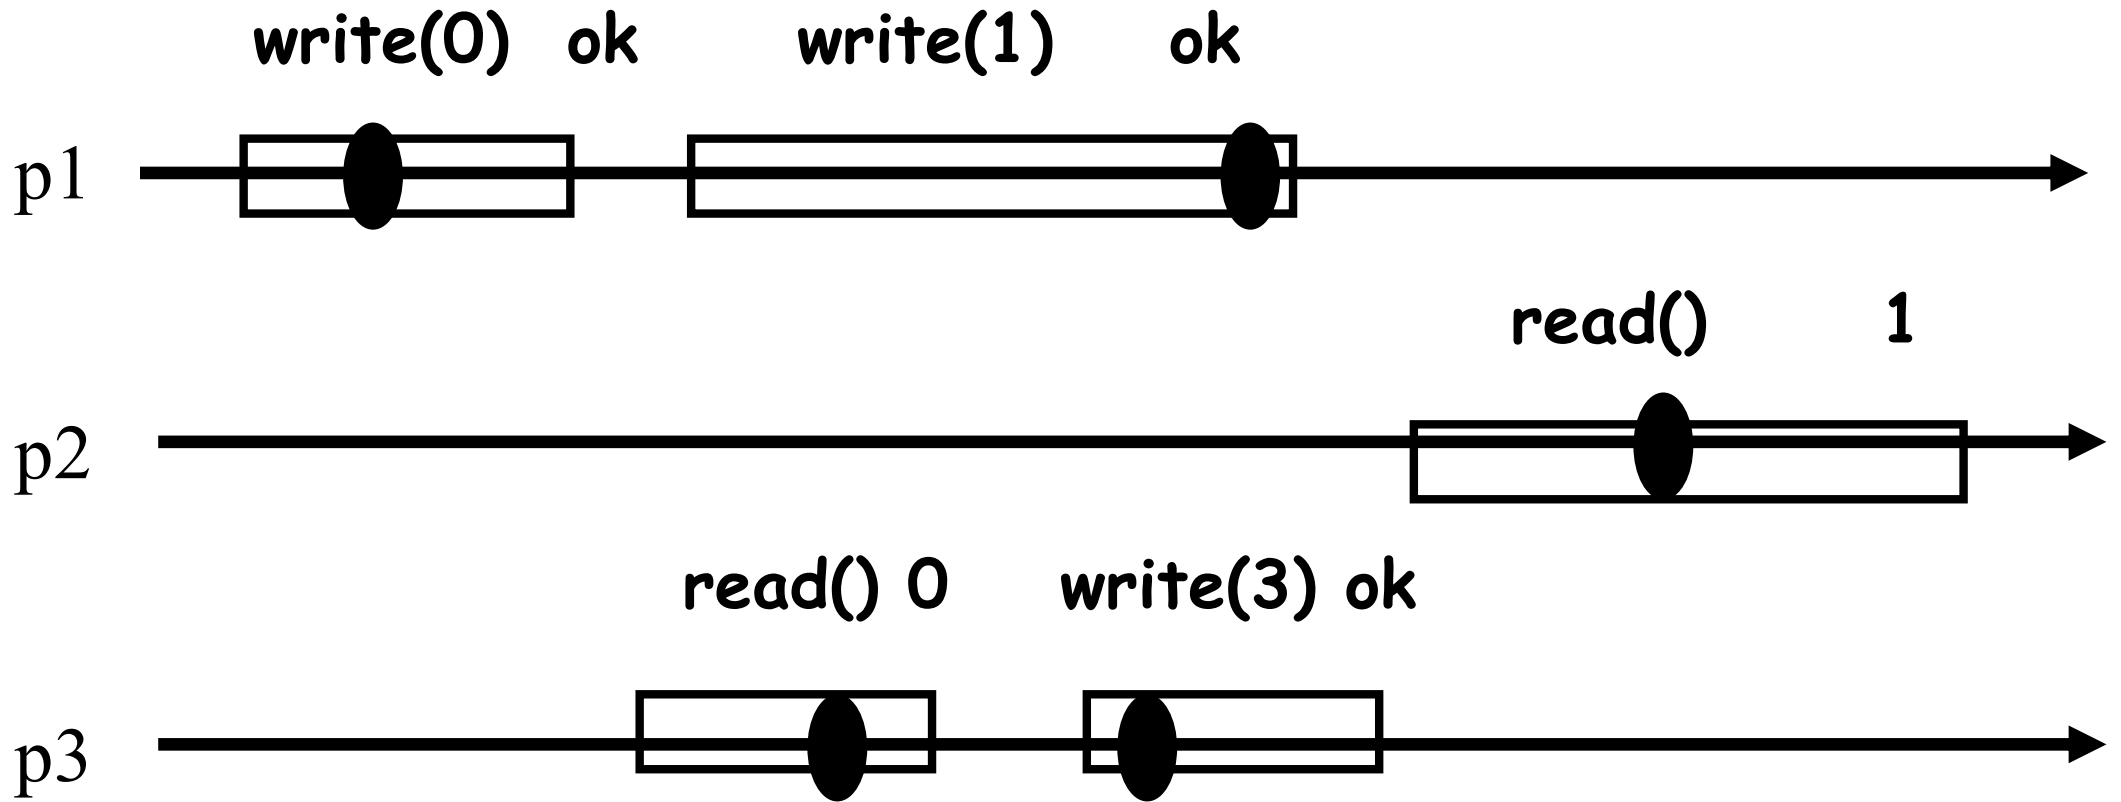 write(0) ok write(1) ok
p1
read() 1
p2
read() 0 write(3) ok
p3